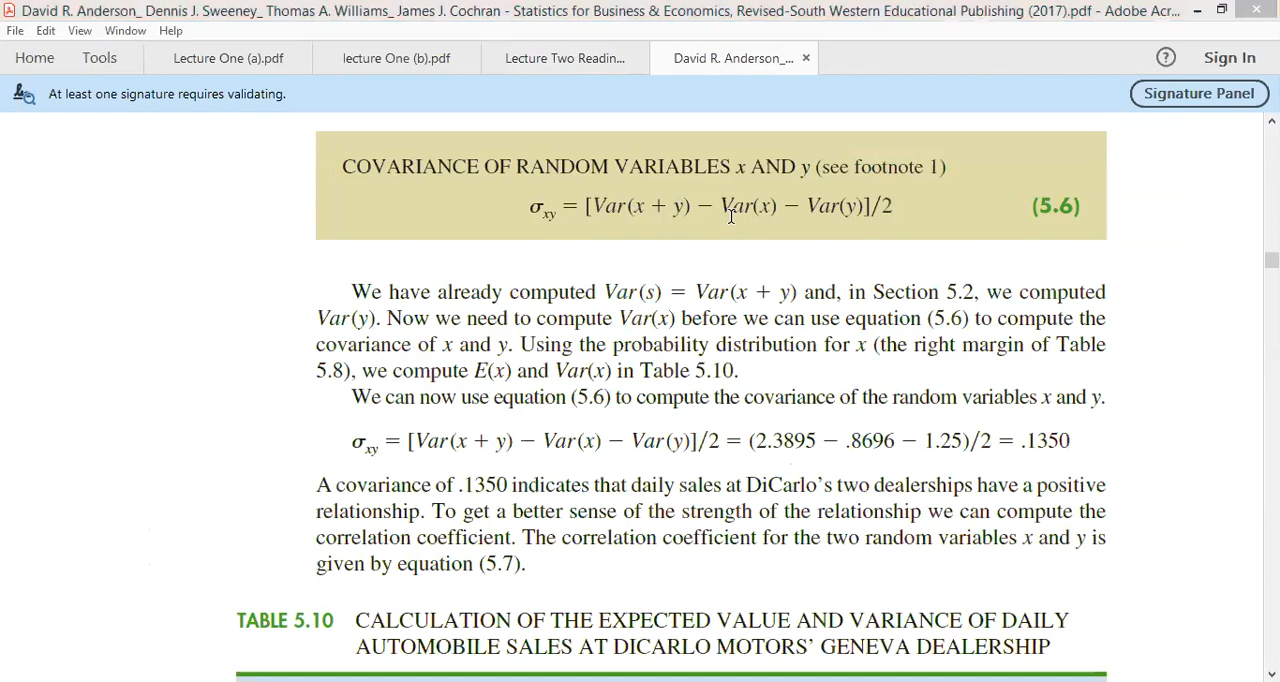 David R. Anderson_ Dennis J. Sweeney_ Thomas A. Williams_ James J. Cochran - Statistics for Business & Economics, Revised-South Western Educational Publishing (2017).pdf - Adobe Acr...
File Edit View Window Help
Home Tools Lecture One (a).pdf lecture One (b).pdf Lecture Two Readin... David R. Anderson_... × ? Sign In
At least one signature requires validating. Signature Panel
COVARIANCE OF RANDOM VARIABLES x AND y (see footnote 1)
σxy = [Var(x + y) − Var(x) − Var(y)]/2 (5.6)
We have already computed Var(s) = Var(x + y) and, in Section 5.2, we computed
Var(y). Now we need to compute Var(x) before we can use equation (5.6) to compute the
covariance of x and y. Using the probability distribution for x (the right margin of Table
5.8), we compute E(x) and Var(x) in Table 5.10.
We can now use equation (5.6) to compute the covariance of the random variables x and y.
σxy = [Var(x + y) − Var(x) − Var(y)]/2 = (2.3895 − .8696 − 1.25)/2 = .1350
A covariance of .1350 indicates that daily sales at DiCarlo's two dealerships have a positive
relationship. To get a better sense of the strength of the relationship we can compute the
correlation coefficient. The correlation coefficient for the two random variables x and y is
given by equation (5.7).
TABLE 5.10 CALCULATION OF THE EXPECTED VALUE AND VARIANCE OF DAILY
AUTOMOBILE SALES AT DICARLO MOTORS' GENEVA DEALERSHIP